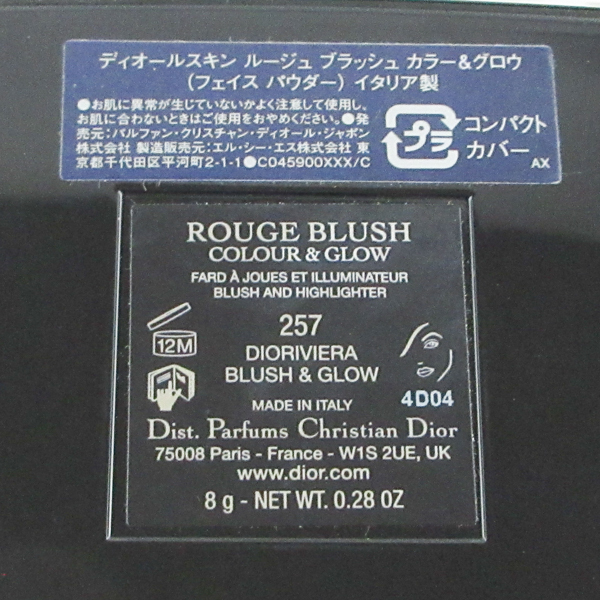 ディオールスキン ルージュ ブラッシュ カラー&グロウ
(フェイス パウダー) イタリア製
●お肌に異常が生じていないかよく注意して使用し、
お肌に合わないときはご使用をおやめください。●発
売元:パルファン・クリスチャン・ディオール・ジャポン
株式会社 製造販売元:エル・シー・エス株式会社 東
京都千代田区平河町2-1-1●C045900XXX/C
プラ
コンパクト
カバー
AX
ROUGE BLUSH
COLOUR & GLOW
FARD À JOUES ET ILLUMINATEUR
BLUSH AND HIGHLIGHTER
257
12M
DIORIVIERA
BLUSH & GLOW
4D04
MADE IN ITALY
Dist. Parfums Christian Dior
75008 Paris - France - W1S 2UE, UK
www.dior.com
8 g - NET WT. 0.28 OZ